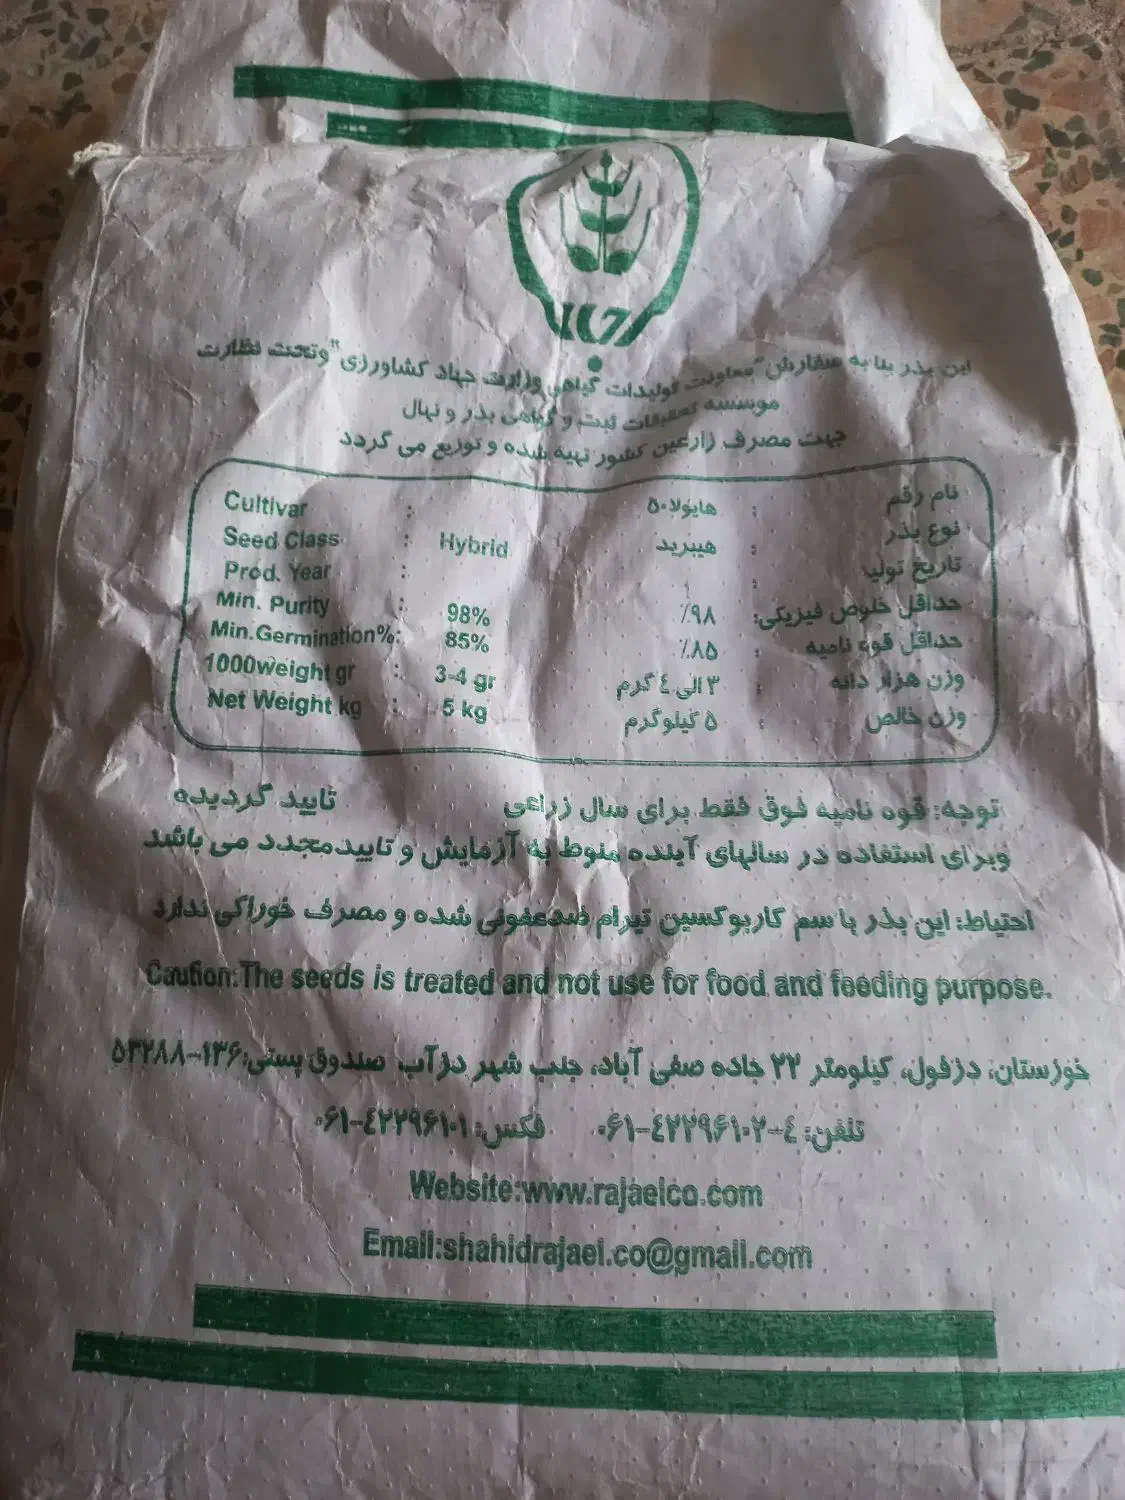 این بذر بنا به سفارش "معاونت تولیدات گیاهی وزارت جهاد کشاورزی" وتحت نظارت
موسسه تحقیقات ثبت و گواهی بذر و نهال
جهت مصرف زارعین کشور تهیه شده و توزیع می گردد
Cultivar : هایولا۵۰ : نام رقم
Seed Class : Hybrid هیبرید : نوع بذر
Prod. Year : : تاریخ تولید
Min. Purity : 98% ٪۹۸ حداقل خلوص فیزیکی:
Min.Germination%: 85% ٪۸۵ : حداقل قوه نامیه
1000weight gr : 3-4 gr ۳ الی ٤ گرم : وزن هزار دانه
Net Weight kg : 5 kg ۵ کیلوگرم : وزن خالص
توجه: قوه نامیه فوق فقط برای سال زراعی تایید گردیده
وبرای استفاده در سالهای آینده منوط به آزمایش و تایید مجدد می باشد
احتیاط: این بذر با سم کاربوکسین تیرام ضدعفونی شده و مصرف خوراکی ندارد
Caution:The seeds is treated and not use for food and feeding purpose.
خوزستان، دزفول، کیلومتر ۲۲ جاده صفی آباد، جنب شهر دزآب صندوق پستی:۱۳۶-۵۳۲۸۸
تلفن: ٤-۰۶۱-٤۲۲۹۶۱۰۲ فکس: ۰۶۱-٤۲۲۹۶۱۰۱
Website:www.rajaeico.com
Email:shahidrajaei.co@gmail.com